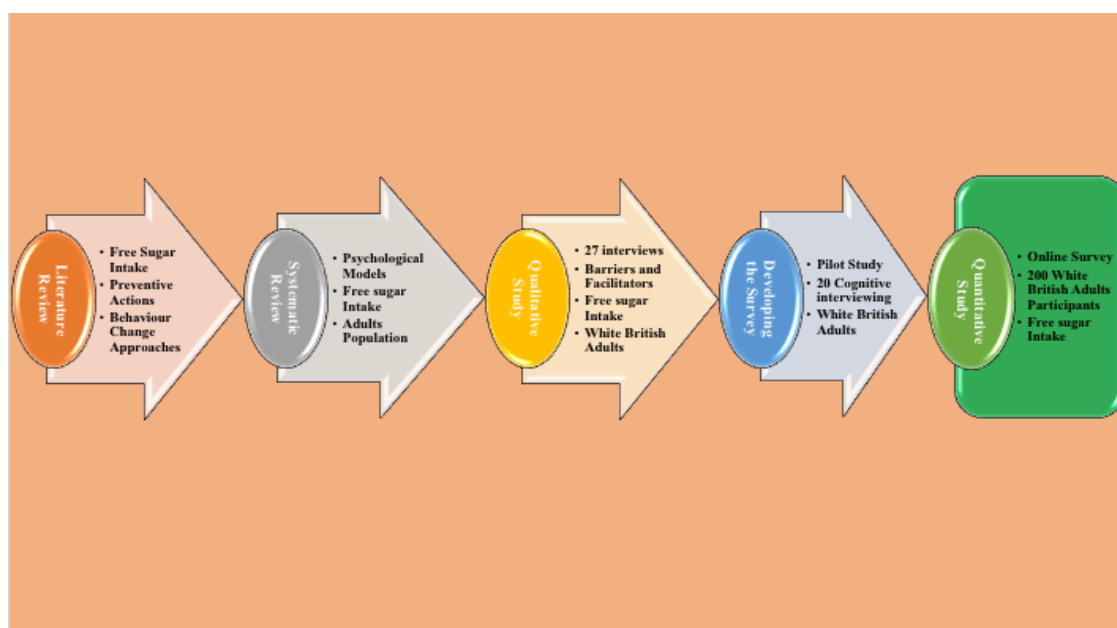 Literature
Review
• Free Sugar
Intake
• Preventive
Actions
• Behaviour
Change
Approaches
Systematic
Review
• Psychological
Models
• Free sugar
Intake
• Adults
Population
Qualitative
Study
• 27 interviews
• Barriers and
Facilitators
• Free sugar
Intake
• White British
Adults
Developing
the Survey
• Pilot Study
• 20 Cognitive
interviewing
• White British
Adults
Quantitative
Study
• Online Survey
• 200 White
British Adults
Participants
• Free sugar
Intake